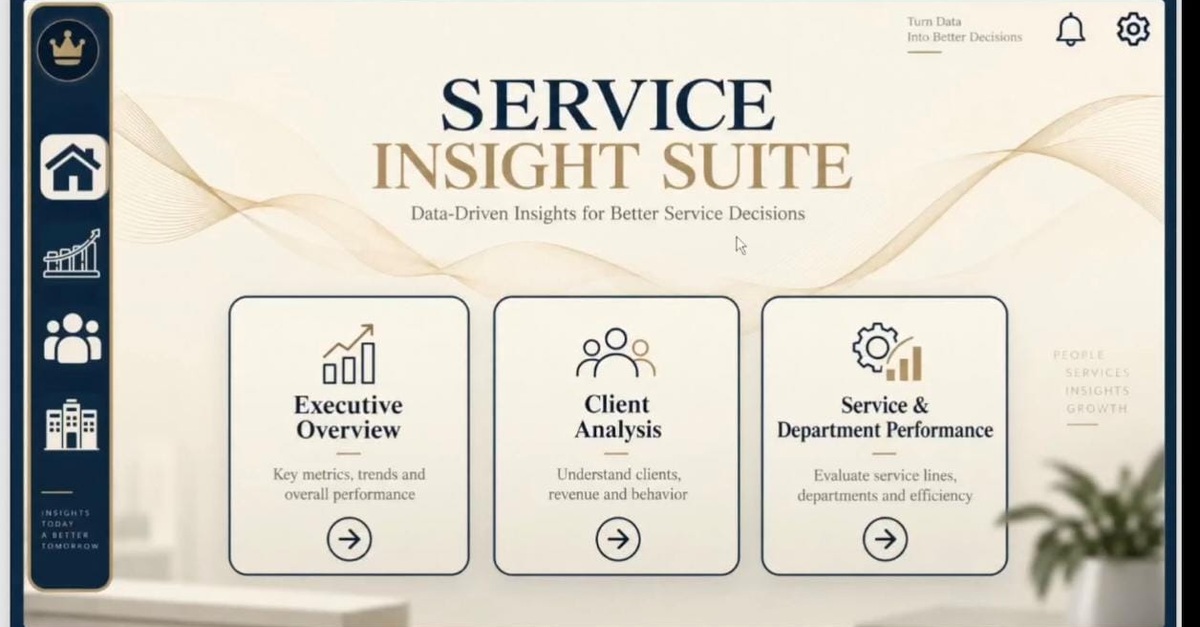 Turn Data
Into Better Decisions
SERVICE
INSIGHT SUITE
Data-Driven Insights for Better Service Decisions
Executive
Overview
Key metrics, trends and
overall performance
Client
Analysis
Understand clients,
revenue and behavior
Service &
Department Performance
Evaluate service lines,
departments and efficiency
PEOPLE
SERVICES
INSIGHTS
GROWTH
INSIGHTS
TODAY
A BETTER
TOMORROW